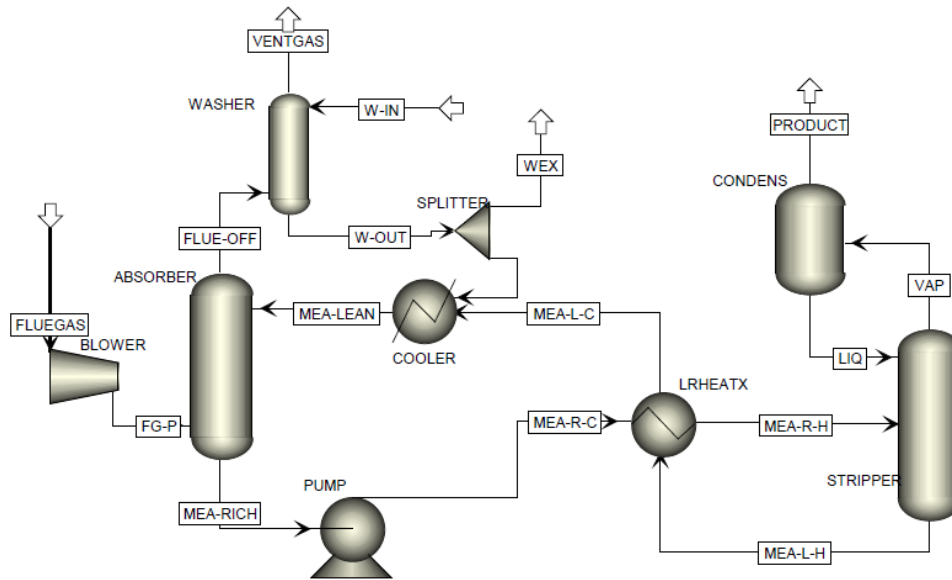 VENTGAS
WASHER
W-IN
PRODUCT
WEX
CONDENS
SPLITTER
FLUE-OFF
W-OUT
ABSORBER
VAP
MEA-LEAN
MEA-L-C
FLUEGAS
BLOWER
COOLER
LIQ
LRHEATX
FG-P
MEA-R-C
MEA-R-H
STRIPPER
PUMP
MEA-RICH
MEA-L-H